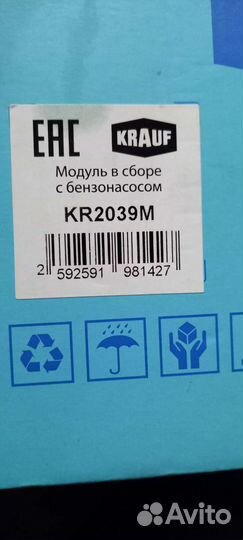 EAC KRAUF
Модуль в сборе
с бензонасосом
KR2039M
2 592591 981427
Avito